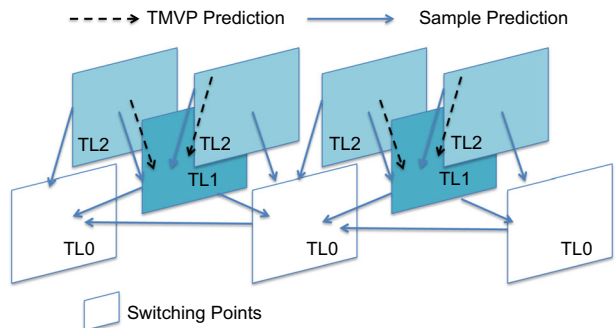 TMVP Prediction
Sample Prediction
TL2
TL2
TL2
TL2
TL1
TL1
TL0
TL0
TL0
Switching Points